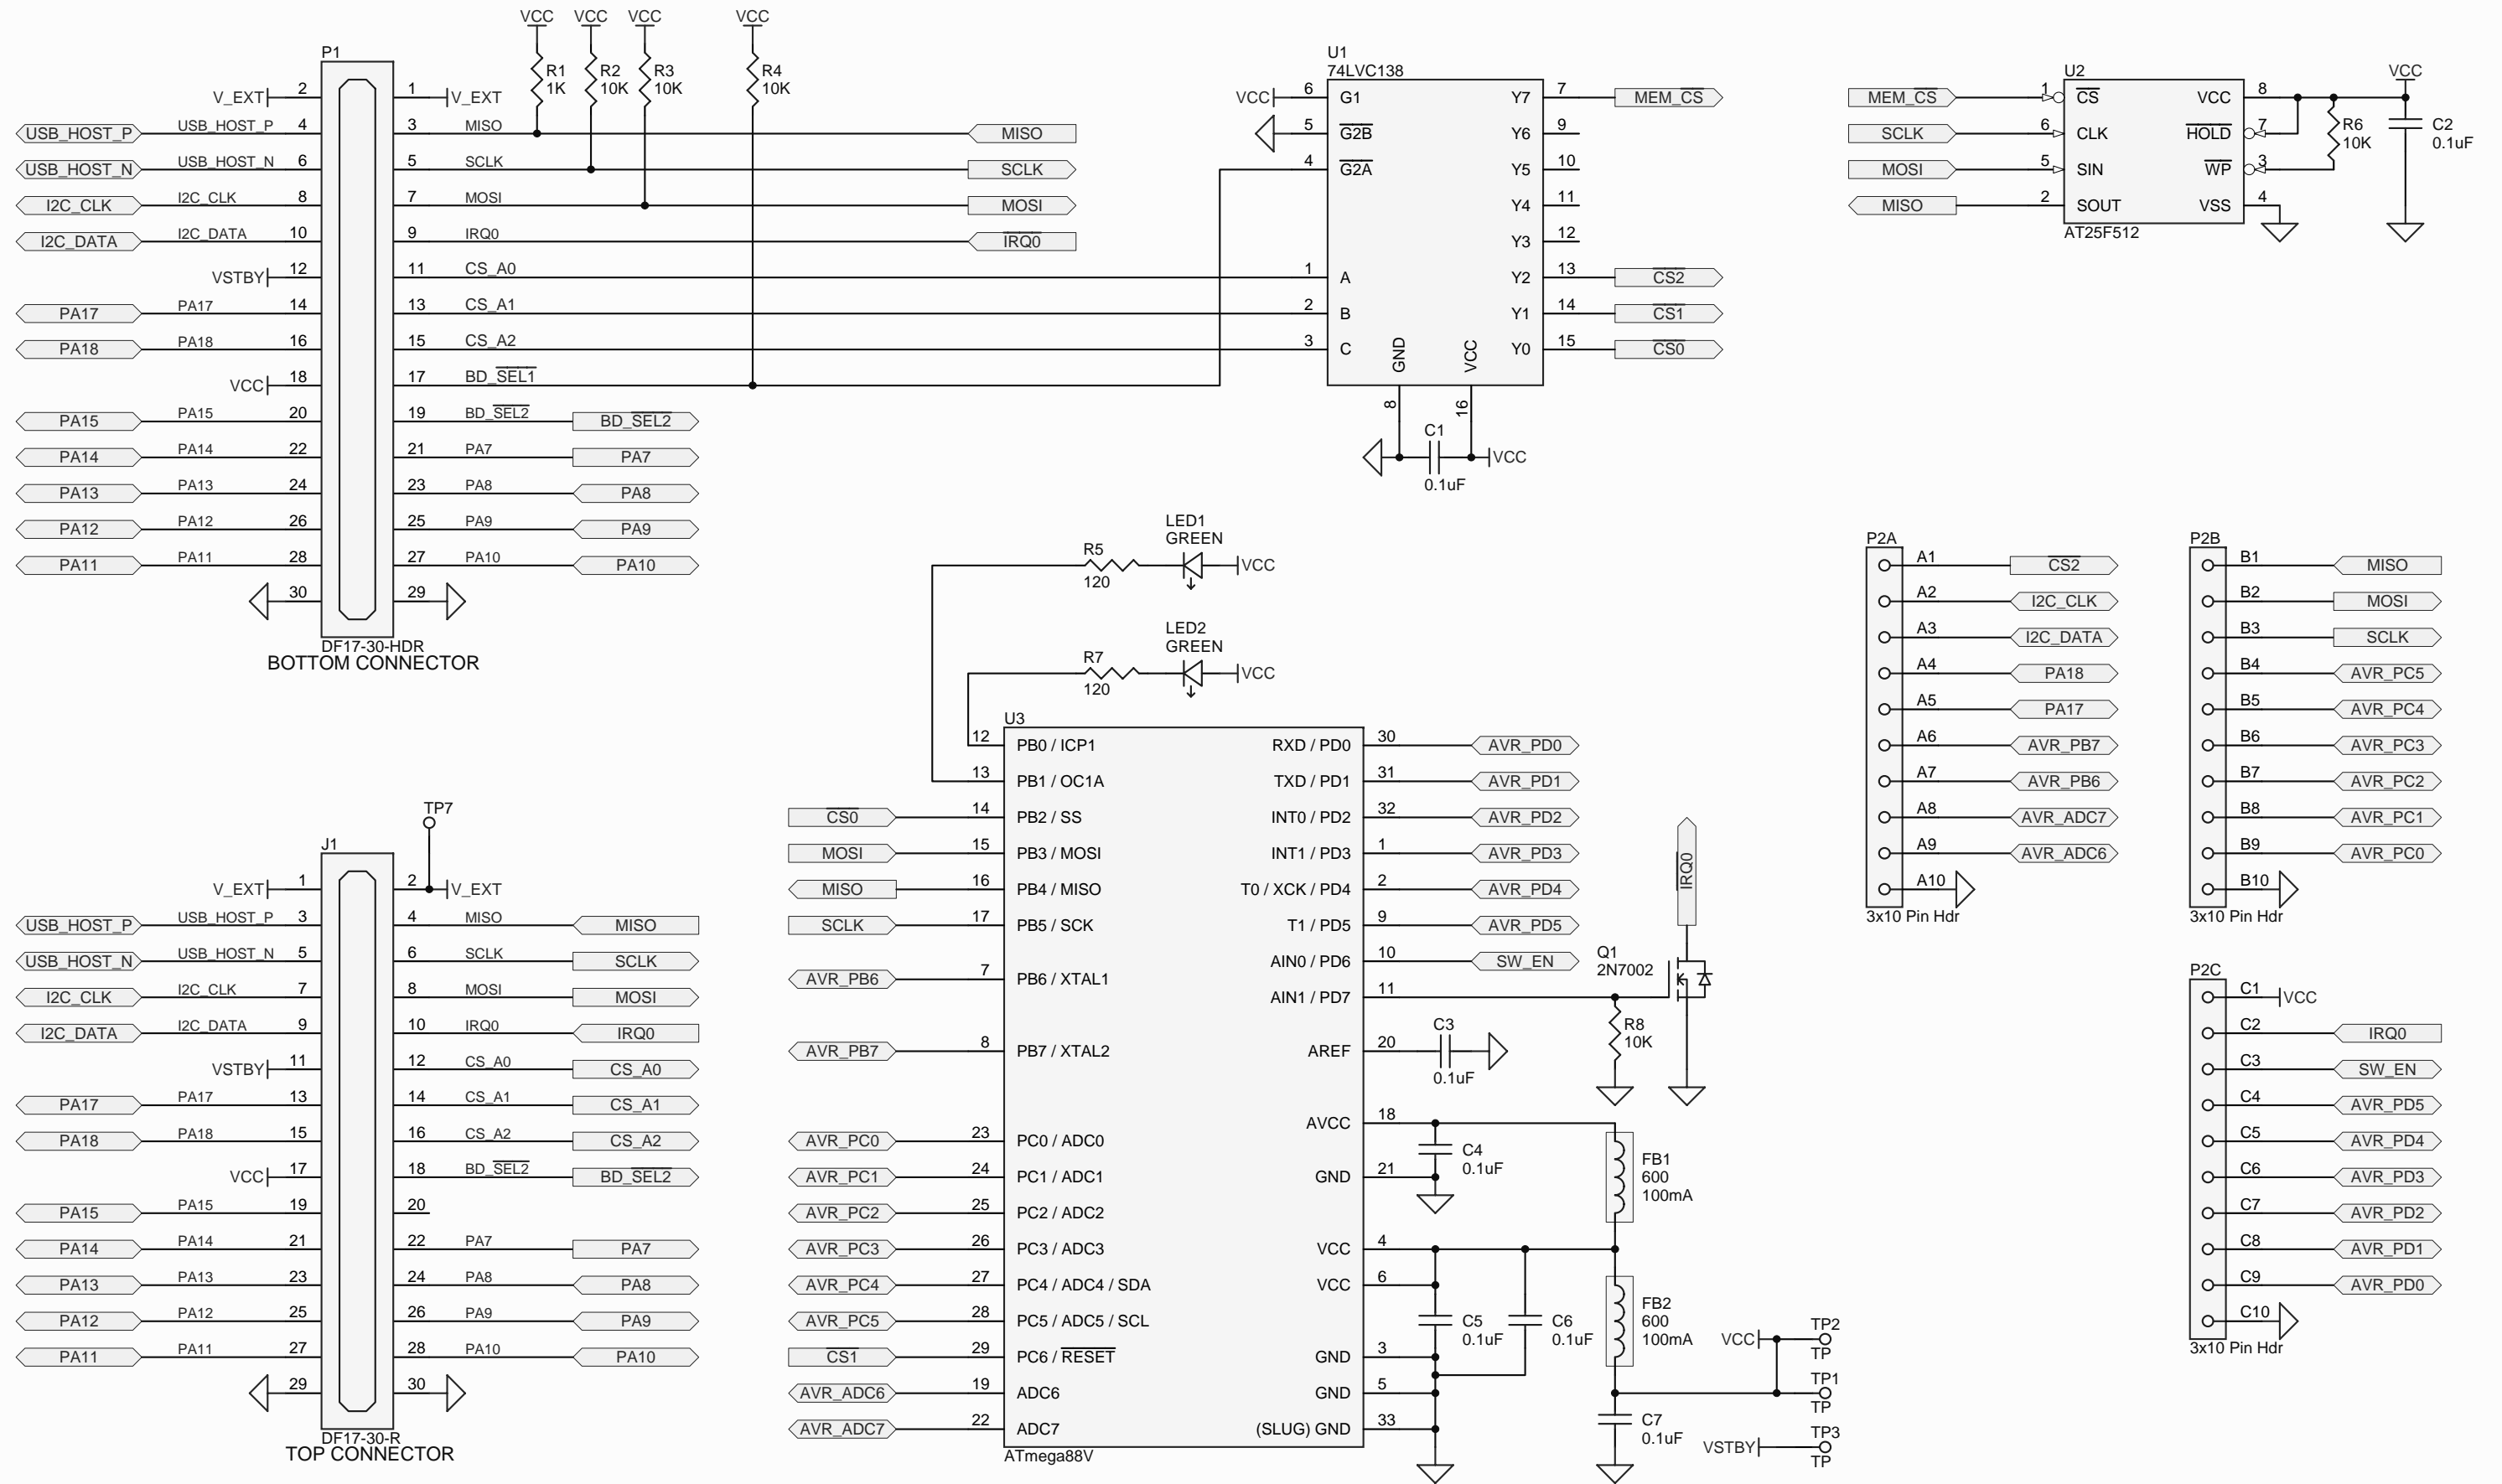 VCC VCC VCC VCC
R1 1K
R2 10K
R3 10K
R4 10K
P1
V_EXT 2 1 V_EXT
USB_HOST_P USB_HOST_P 4 3 MISO MISO
USB_HOST_N USB_HOST_N 6 5 SCLK SCLK
I2C_CLK I2C_CLK 8 7 MOSI MOSI
I2C_DATA I2C_DATA 10 9 IRQ0 IRQ0
VSTBY 12 11 CS_A0
PA17 PA17 14 13 CS_A1
PA18 PA18 16 15 CS_A2
VCC 18 17 BD_SEL1
PA15 PA15 20 19 BD_SEL2 BD_SEL2
PA14 PA14 22 21 PA7 PA7
PA13 PA13 24 23 PA8 PA8
PA12 PA12 26 25 PA9 PA9
PA11 PA11 28 27 PA10 PA10
30 29
DF17-30-HDR
BOTTOM CONNECTOR
U1
74LVC138
VCC 6 G1 Y7 7 MEM_CS
5 G2B Y6 9
4 G2A Y5 10
Y4 11
Y3 12
1 A Y2 13 CS2
2 B Y1 14 CS1
3 C Y0 15 CS0
GND VCC
8 16
C1
VCC
0.1uF
U2
VCC
MEM_CS 1 CS VCC 8
SCLK 6 CLK HOLD 7
MOSI 5 SIN WP 3
MISO 2 SOUT VSS 4
AT25F512
R6
10K
C2
0.1uF
LED1
GREEN
R5
120
VCC
LED2
GREEN
R7
120
VCC
U3
12 PB0 / ICP1 RXD / PD0 30 AVR_PD0
13 PB1 / OC1A TXD / PD1 31 AVR_PD1
CS0 14 PB2 / SS INT0 / PD2 32 AVR_PD2
MOSI 15 PB3 / MOSI INT1 / PD3 1 AVR_PD3
MISO 16 PB4 / MISO T0 / XCK / PD4 2 AVR_PD4
SCLK 17 PB5 / SCK T1 / PD5 9 AVR_PD5
AIN0 / PD6 10 SW_EN
AVR_PB6 7 PB6 / XTAL1
AIN1 / PD7 11
AVR_PB7 8 PB7 / XTAL2 AREF 20
AVCC 18
AVR_PC0 23 PC0 / ADC0
AVR_PC1 24 PC1 / ADC1 GND 21
AVR_PC2 25 PC2 / ADC2
AVR_PC3 26 PC3 / ADC3 VCC 4
AVR_PC4 27 PC4 / ADC4 / SDA VCC 6
AVR_PC5 28 PC5 / ADC5 / SCL
CS1 29 PC6 / RESET GND 3
AVR_ADC6 19 ADC6 GND 5
AVR_ADC7 22 ADC7 (SLUG) GND 33
ATmega88V
IRQ0
Q1
2N7002
R8
10K
C3
0.1uF
C4
0.1uF
FB1
600
100mA
C5
0.1uF
C6
0.1uF
FB2
600
100mA
C7
0.1uF
VCC TP2
TP
TP1
TP
VSTBY TP3
TP
TP7
J1
V_EXT 1 2 V_EXT
USB_HOST_P USB_HOST_P 3 4 MISO MISO
USB_HOST_N USB_HOST_N 5 6 SCLK SCLK
I2C_CLK I2C_CLK 7 8 MOSI MOSI
I2C_DATA I2C_DATA 9 10 IRQ0 IRQ0
VSTBY 11 12 CS_A0 CS_A0
PA17 PA17 13 14 CS_A1 CS_A1
PA18 PA18 15 16 CS_A2 CS_A2
VCC 17 18 BD_SEL2 BD_SEL2
PA15 PA15 19 20
PA14 PA14 21 22 PA7 PA7
PA13 PA13 23 24 PA8 PA8
PA12 PA12 25 26 PA9 PA9
PA11 PA11 27 28 PA10 PA10
29 30
DF17-30-R
TOP CONNECTOR
P2A
A1 CS2
A2 I2C_CLK
A3 I2C_DATA
A4 PA18
A5 PA17
A6 AVR_PB7
A7 AVR_PB6
A8 AVR_ADC7
A9 AVR_ADC6
A10
3x10 Pin Hdr
P2B
B1 MISO
B2 MOSI
B3 SCLK
B4 AVR_PC5
B5 AVR_PC4
B6 AVR_PC3
B7 AVR_PC2
B8 AVR_PC1
B9 AVR_PC0
B10
3x10 Pin Hdr
P2C
C1 VCC
C2 IRQ0
C3 SW_EN
C4 AVR_PD5
C5 AVR_PD4
C6 AVR_PD3
C7 AVR_PD2
C8 AVR_PD1
C9 AVR_PD0
C10
3x10 Pin Hdr